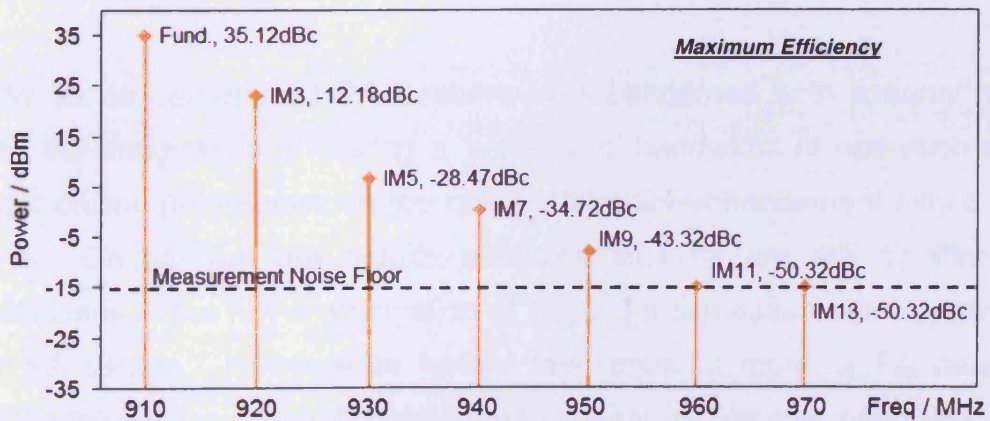 Maximum Efficiency
Power / dBm
35
25
15
5
-5
-15
-25
-35
Fund., 35.12dBc
IM3, -12.18dBc
IM5, -28.47dBc
IM7, -34.72dBc
IM9, -43.32dBc
IM11, -50.32dBc
IM13, -50.32dBc
Measurement Noise Floor
910 920 930 940 950 960 970 Freq / MHz